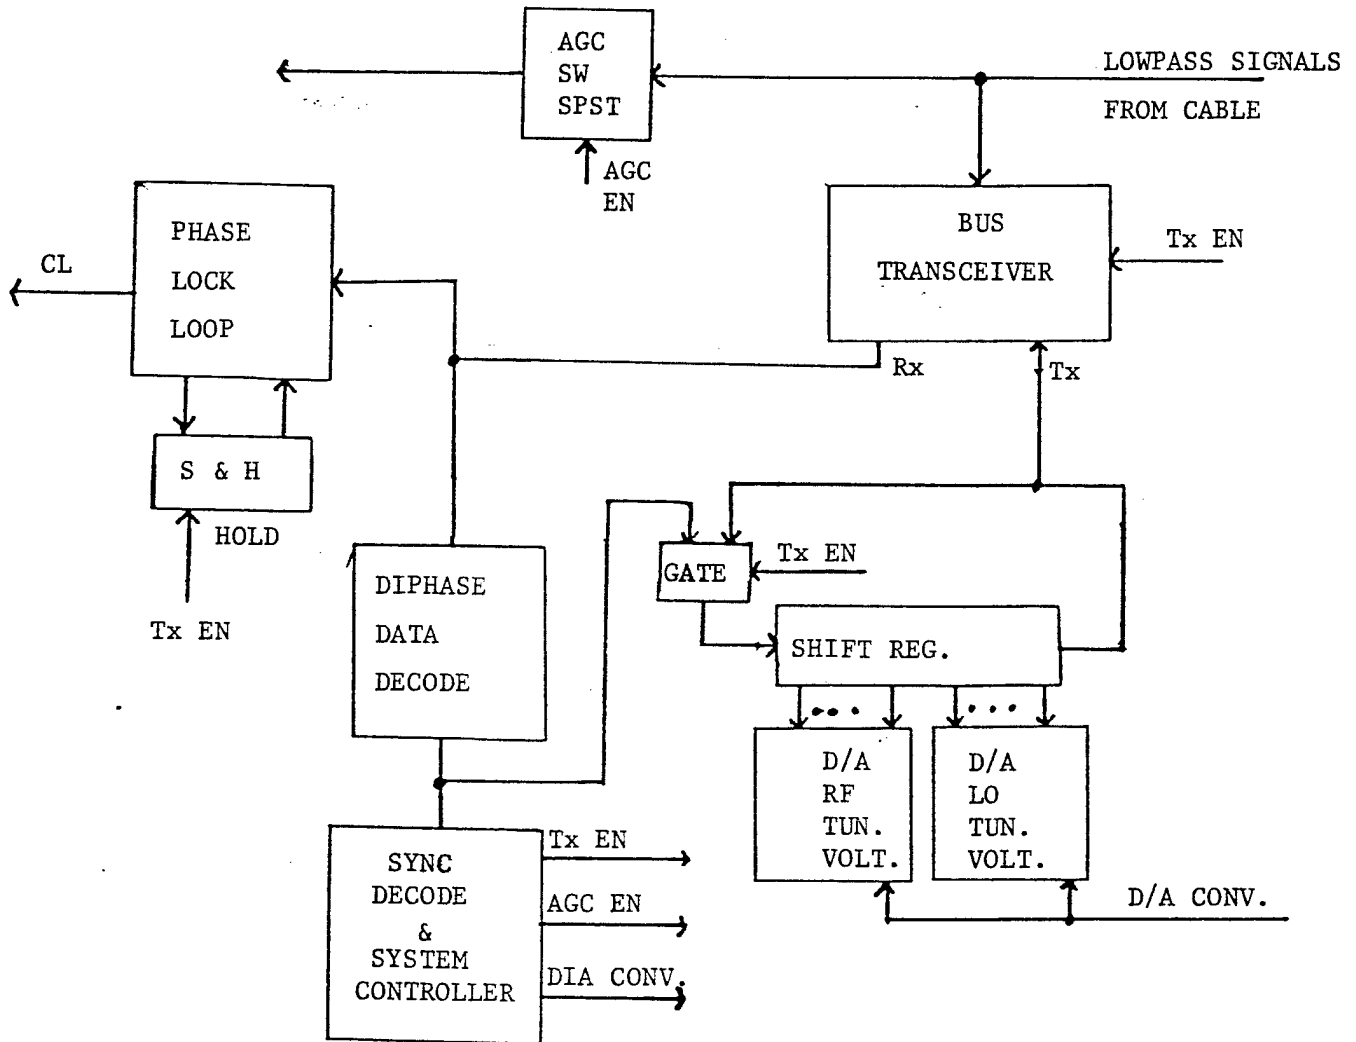 AGC
SW
SPST
LOWPASS SIGNALS
FROM CABLE
AGC
EN
PHASE
LOCK
LOOP
CL
BUS
TRANSCEIVER
Tx EN
Rx
Tx
S & H
HOLD
Tx EN
DIPHASE
DATA
DECODE
GATE
Tx EN
SHIFT REG.
D/A
RF
TUN.
VOLT.
D/A
LO
TUN.
VOLT.
D/A CONV.
SYNC
DECODE
&
SYSTEM
CONTROLLER
Tx EN
AGC EN
DIA CONV.